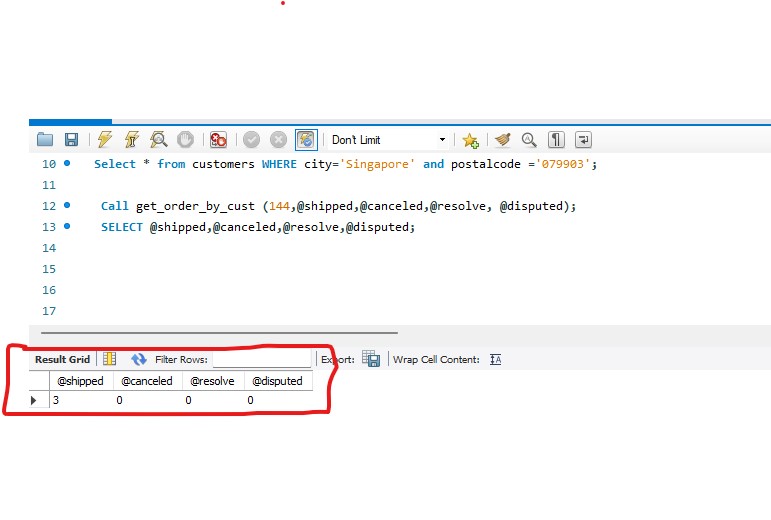 Don't Limit
10 Select * from customers WHERE city='Singapore' and postalcode ='079903';
11
12 Call get_order_by_cust (144,@shipped,@canceled,@resolve, @disputed);
13 SELECT @shipped,@canceled,@resolve,@disputed;
14
15
16
17
Result Grid Filter Rows: Export: Wrap Cell Content:
@shipped @canceled @resolve @disputed
3 0 0 0